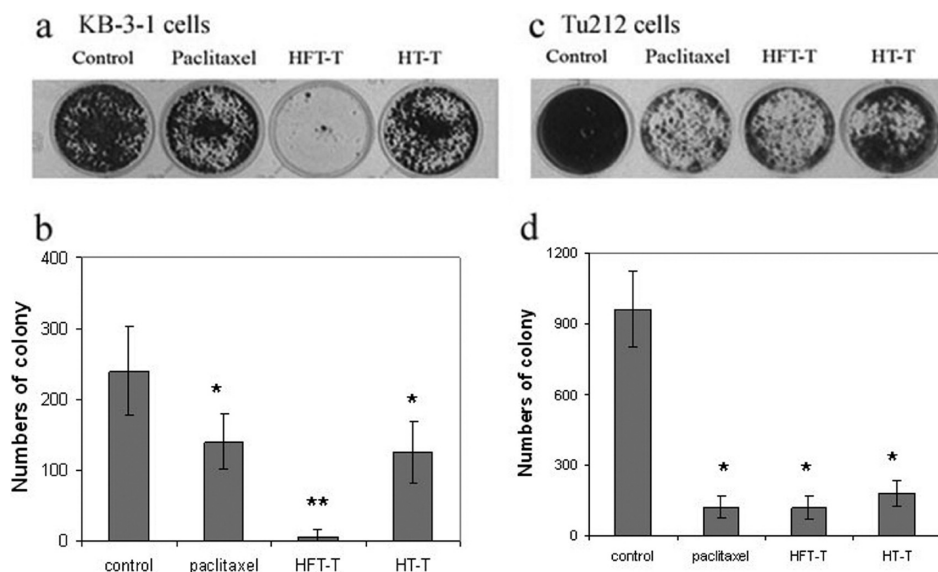 a KB-3-1 cells
Control Paclitaxel HFT-T HT-T
c Tu212 cells
Control Paclitaxel HFT-T HT-T
b
Numbers of colony
400
300
200
100
0
*
**
*
control paclitaxel HFT-T HT-T
d
Numbers of colony
1200
900
600
300
0
*
*
*
control paclitaxel HFT-T HT-T